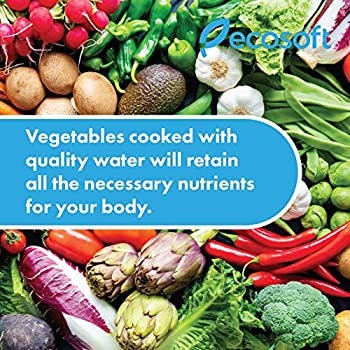 ecosoft
Vegetables cooked with
quality water will retain
all the necessary nutrients
for your body.